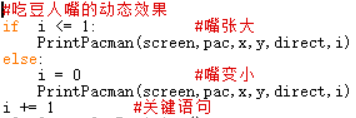 #吃豆人嘴的动态效果
if i <= 1: #嘴张大
PrintPacman(screen,pac,x,y,direct,i)
else:
i = 0 #嘴变小
PrintPacman(screen,pac,x,y,direct,i)
i += 1 #关键语句